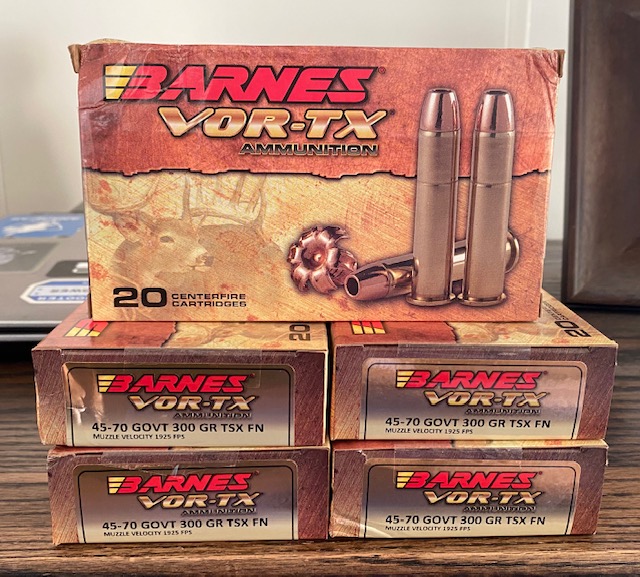 BARNES®
VOR-TX®
AMMUNITION
20 CENTERFIRE
CARTRIDGES
20
20
BARNES
VOR-TX
AMMUNITION
45-70 GOVT 300 GR TSX FN
MUZZLE VELOCITY 1925 FPS
BARNES
VOR-TX
AMMUNITION
45-70 GOVT 300 GR TSX FN
MUZZLE VELOCITY 1925 FPS
BARNES
VOR-TX
AMMUNITION
45-70 GOVT 300 GR TSX FN
MUZZLE VELOCITY 1925 FPS
BARNES
VOR-TX
AMMUNITION
45-70 GOVT 300 GR TSX FN
MUZZLE VELOCITY 1925 FPS